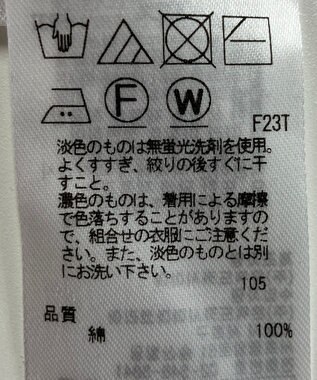 F W
F23T
淡色のものは無蛍光洗剤を使用。
よくすすぎ、絞りの後すぐに干
すこと。
濃色のものは、着用による摩擦
で色落ちすることがありますの
で、組合せの衣服にご注意くだ
さい。また、淡色のものとは別
にお洗い下さい。
105
品質
綿 100%